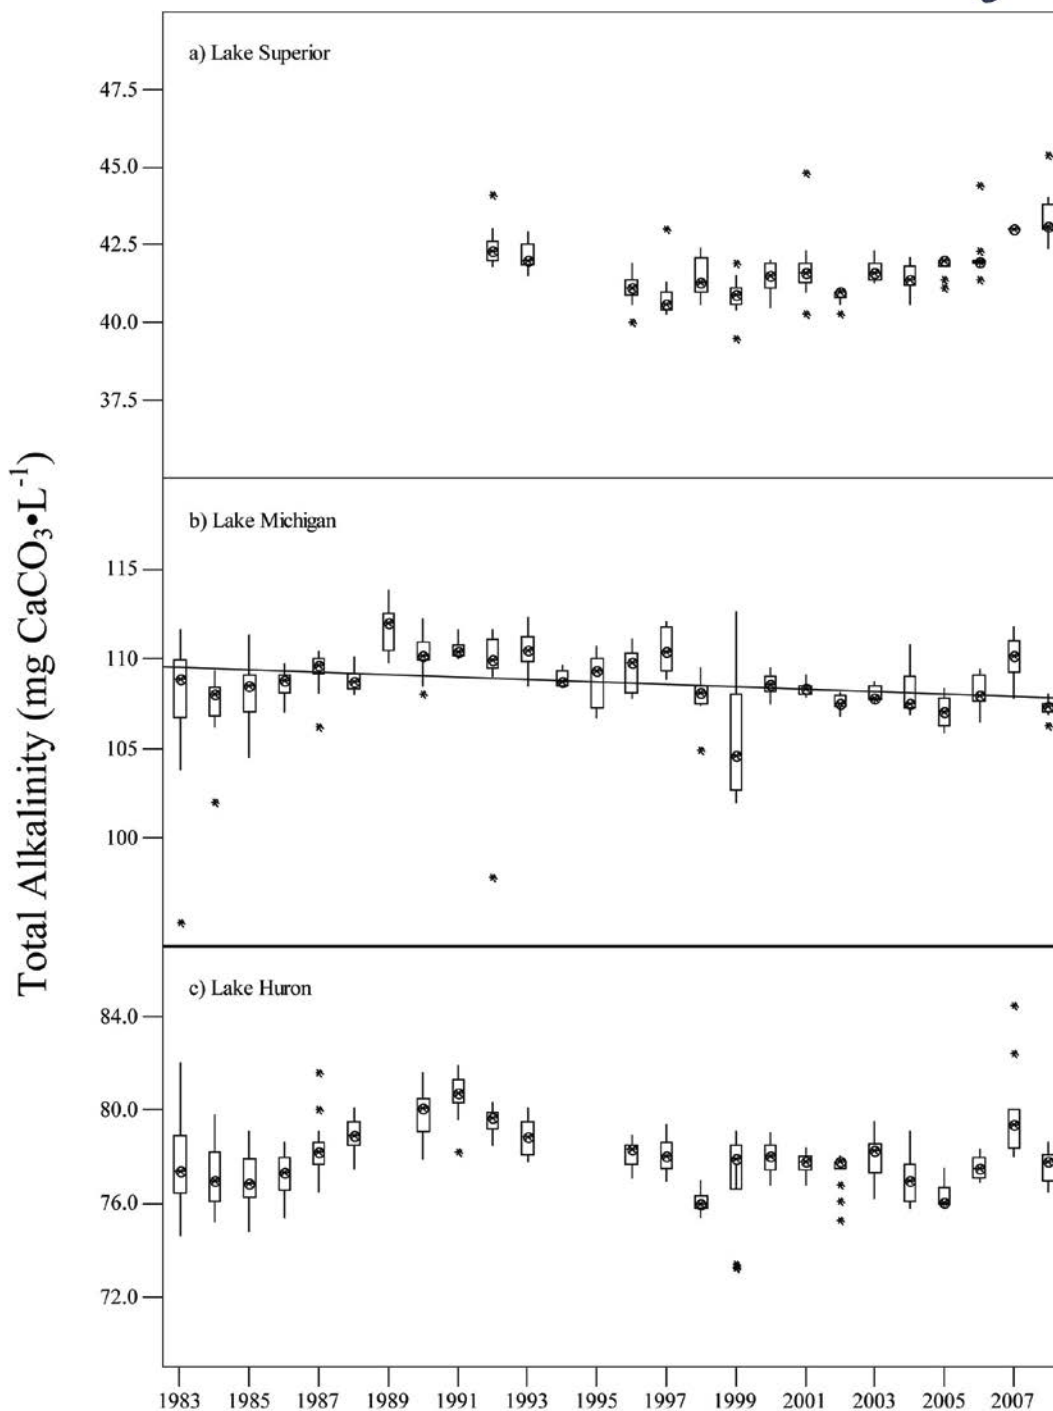 a) Lake Superior
47.5
45.0
42.5
40.0
37.5
Total Alkalinity (mg CaCO₃•L⁻¹)
b) Lake Michigan
115
110
105
100
c) Lake Huron
84.0
80.0
76.0
72.0
1983 1985 1987 1989 1991 1993 1995 1997 1999 2001 2003 2005 2007